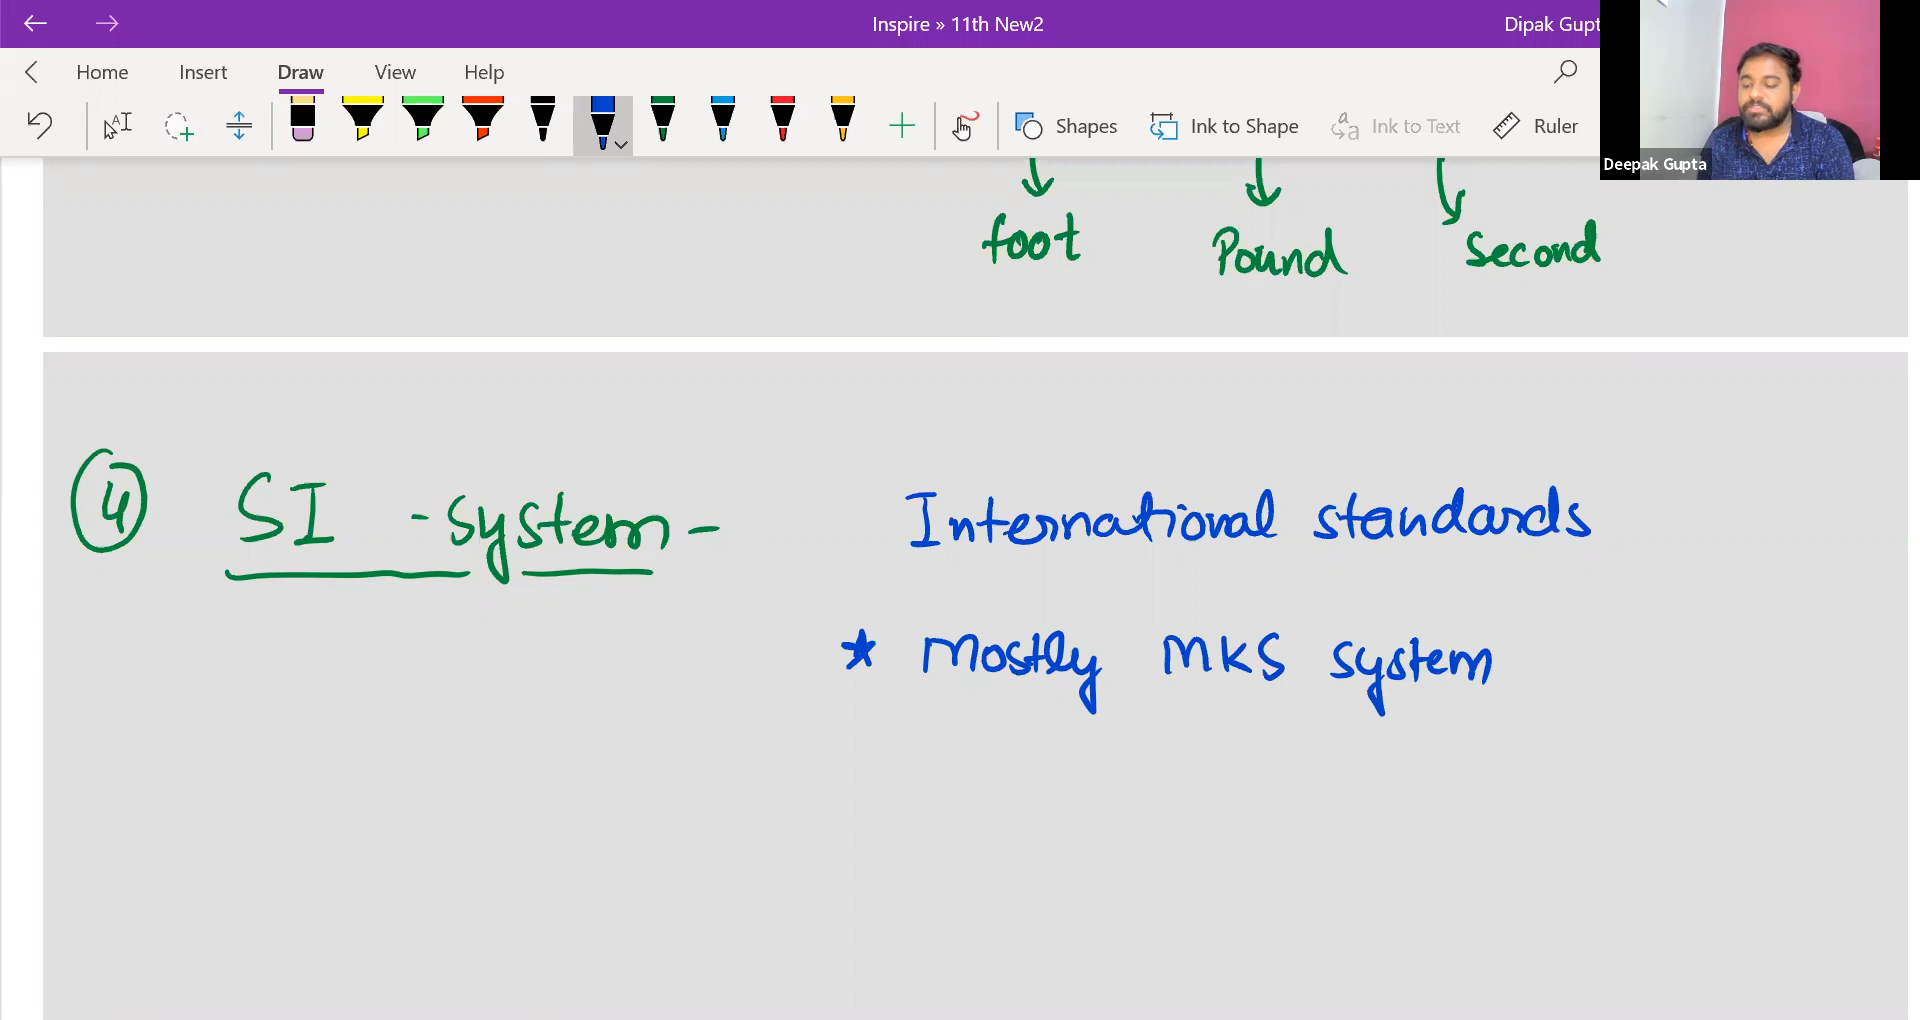 Inspire » 11th New2
Dipak Gupt
Home Insert Draw View Help
Shapes Ink to Shape Ink to Text Ruler
Deepak Gupta
foot Pound Second
4 SI - system - International standards
★ Mostly MKS system